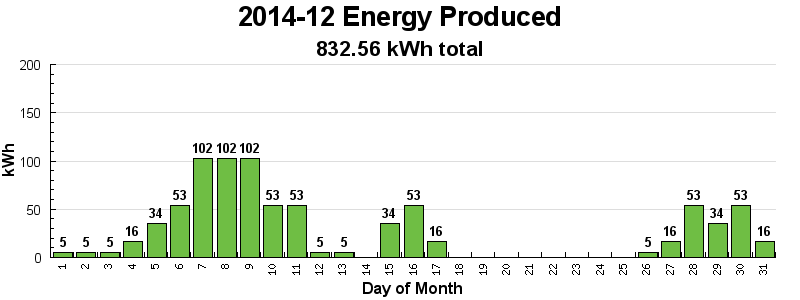 2014-12 Energy Produced
832.56 kWh total
kWh
200
150
100
50
0
5 5 5 16 34 53 102 102 102 53 53 5 5 34 53 16 5 16 53 34 53 16
1 2 3 4 5 6 7 8 9 10 11 12 13 14 15 16 17 18 19 20 21 22 23 24 25 26 27 28 29 30 31
Day of Month